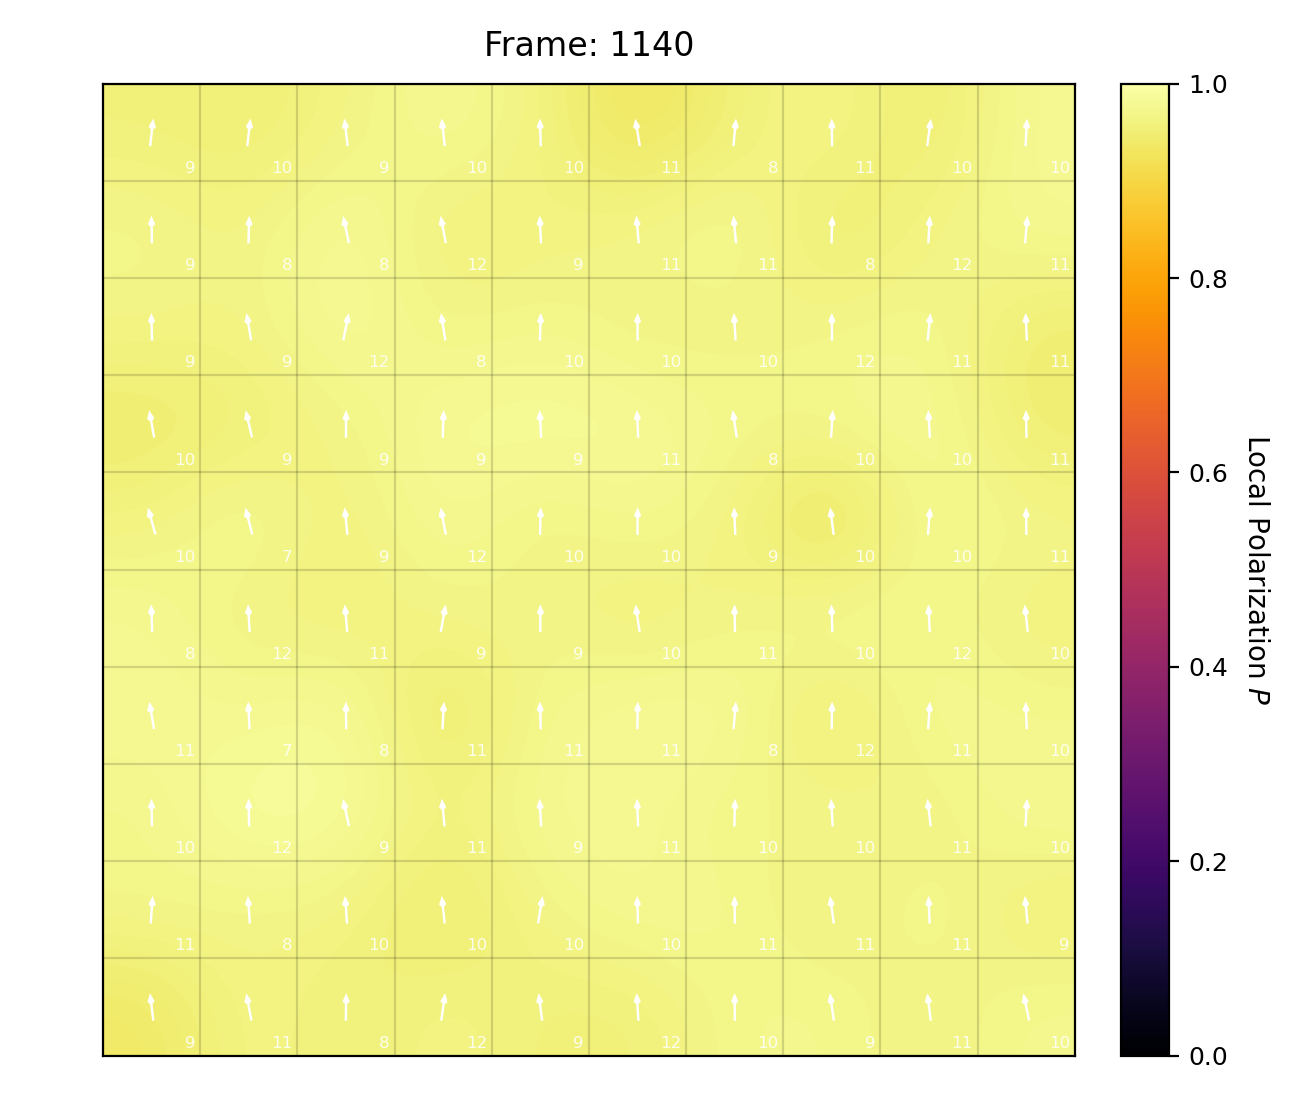 Frame: 1140
9 10 9 10 10 11 8 11 10 10
9 8 8 12 9 11 11 8 12 11
9 9 12 8 10 10 10 12 11 11
10 9 9 9 9 11 8 10 10 11
10 7 9 12 10 10 9 10 10 11
8 12 11 9 9 10 11 10 12 10
11 7 8 11 11 11 8 12 11 10
10 12 9 11 9 11 10 10 11 10
11 8 10 10 10 10 11 11 11 9
9 11 8 12 9 12 10 9 11 10
1.0
0.8
0.6
0.4
0.2
0.0
Local Polarization P